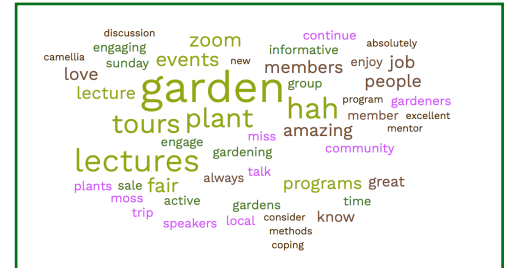 discussion
continue
zoom
absolutely
engaging
informative
camellia
events
sunday
new
enjoy
job
members
love
group
people
garden
lecture
program
gardeners
hah
plant
member
excellent
tours
amazing
mentor
miss
engage
community
gardening
lectures
talk
always
programs
great
plants
sale
fair
moss
active
time
gardens
trip
local
consider
know
speakers
methods
coping